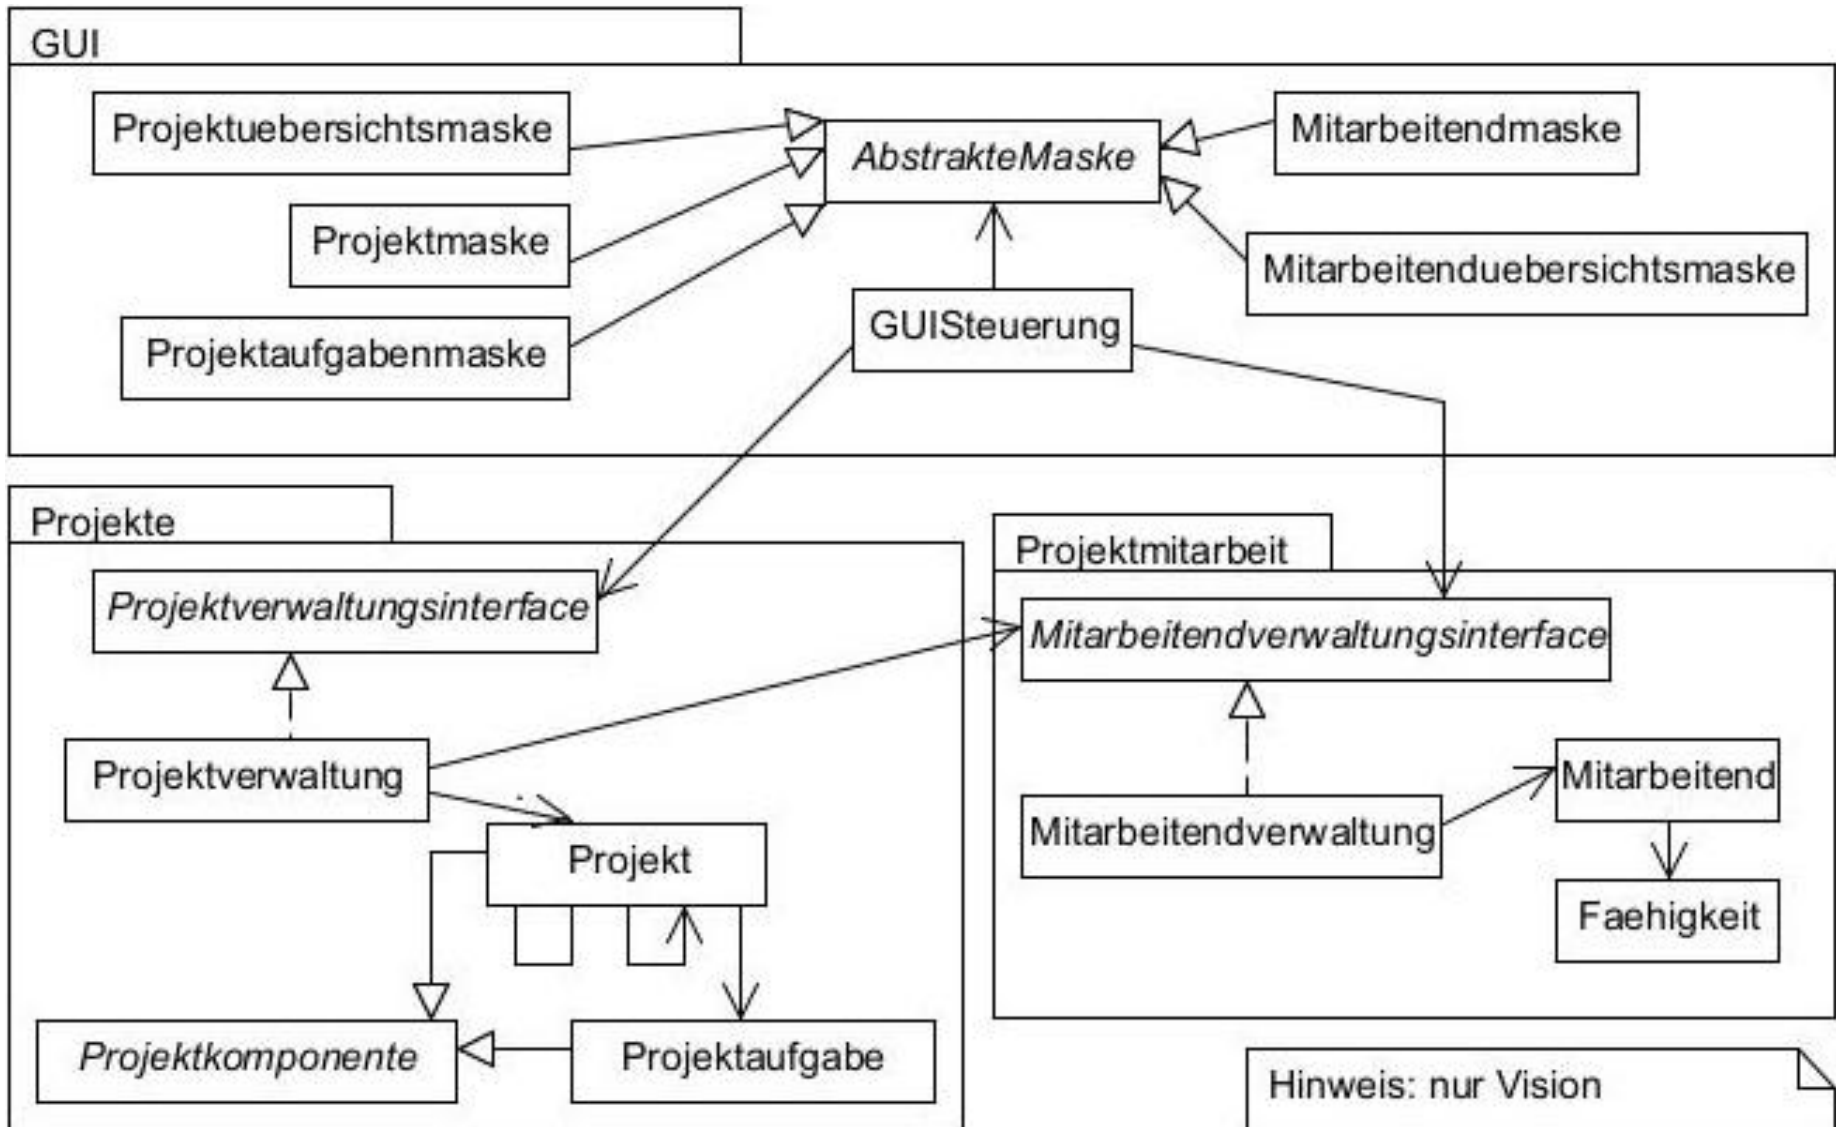 GUI
Projektuebersichtsmaske
AbstrakteMaske
Mitarbeitendmaske
Projektmaske
Mitarbeitenduebersichtsmaske
Projektaufgabenmaske
GUISteuerung
Projekte
Projektverwaltungsinterface
Projektverwaltung
Projekt
Projektkomponente
Projektaufgabe
Projektmitarbeit
Mitarbeitendverwaltungsinterface
Mitarbeitendverwaltung
Mitarbeitend
Faehigkeit
Hinweis: nur Vision